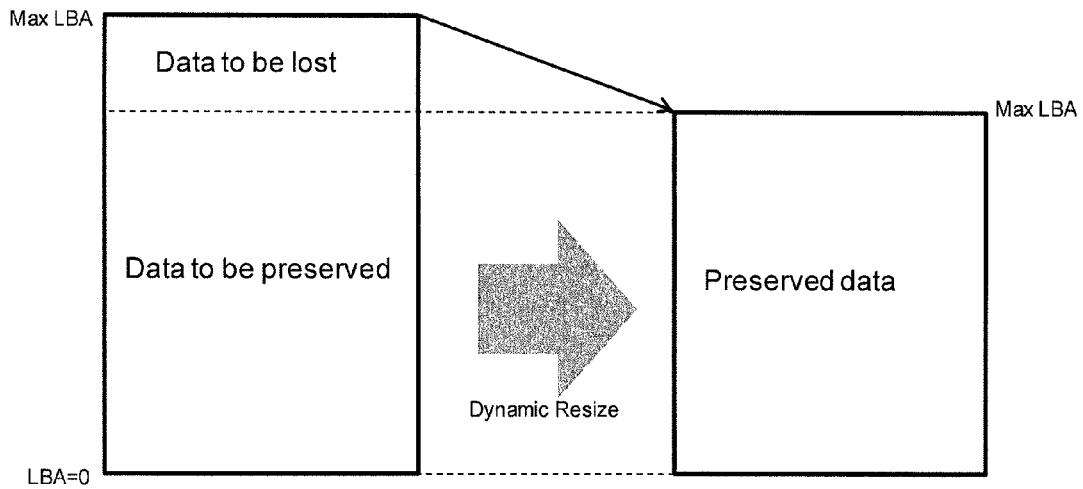 Max LBA
Data to be lost
Max LBA
Data to be preserved
Preserved data
Dynamic Resize
LBA=0